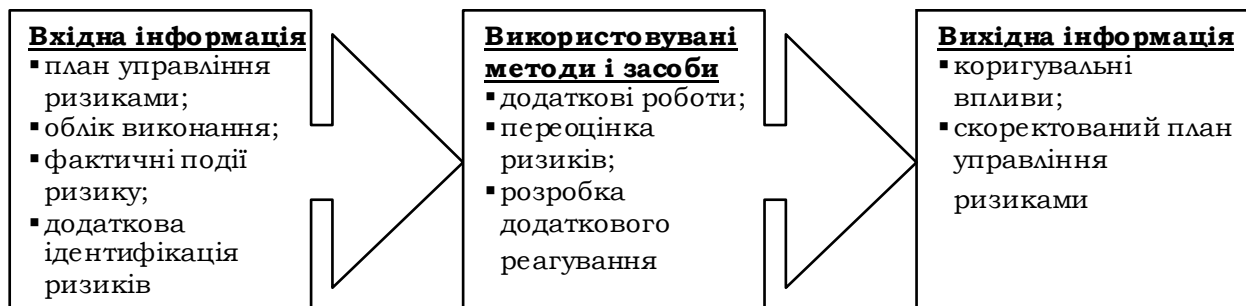 Вхідна інформація
▪план управління
ризиками;
▪облік виконання;
▪фактичні події
ризику;
▪додаткова
ідентифікація
ризиків
Використовувані
методи і засоби
▪додаткові роботи;
▪переоцінка
ризиків;
▪розробка
додаткового
реагування
Вихідна інформація
▪коригувальні
впливи;
▪скоректований план
управління
ризиками